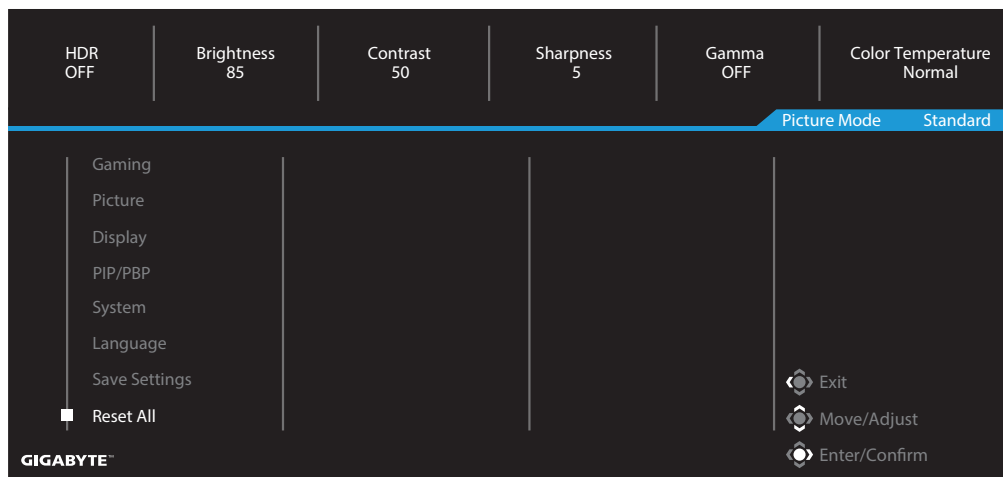 HDR Brightness Contrast Sharpness Gamma Color Temperature
OFF 85 50 5 OFF Normal
Picture Mode Standard
Gaming
Picture
Display
PIP/PBP
System
Language
Save Settings
Reset All
Exit
Move/Adjust
Enter/Confirm
GIGABYTE™